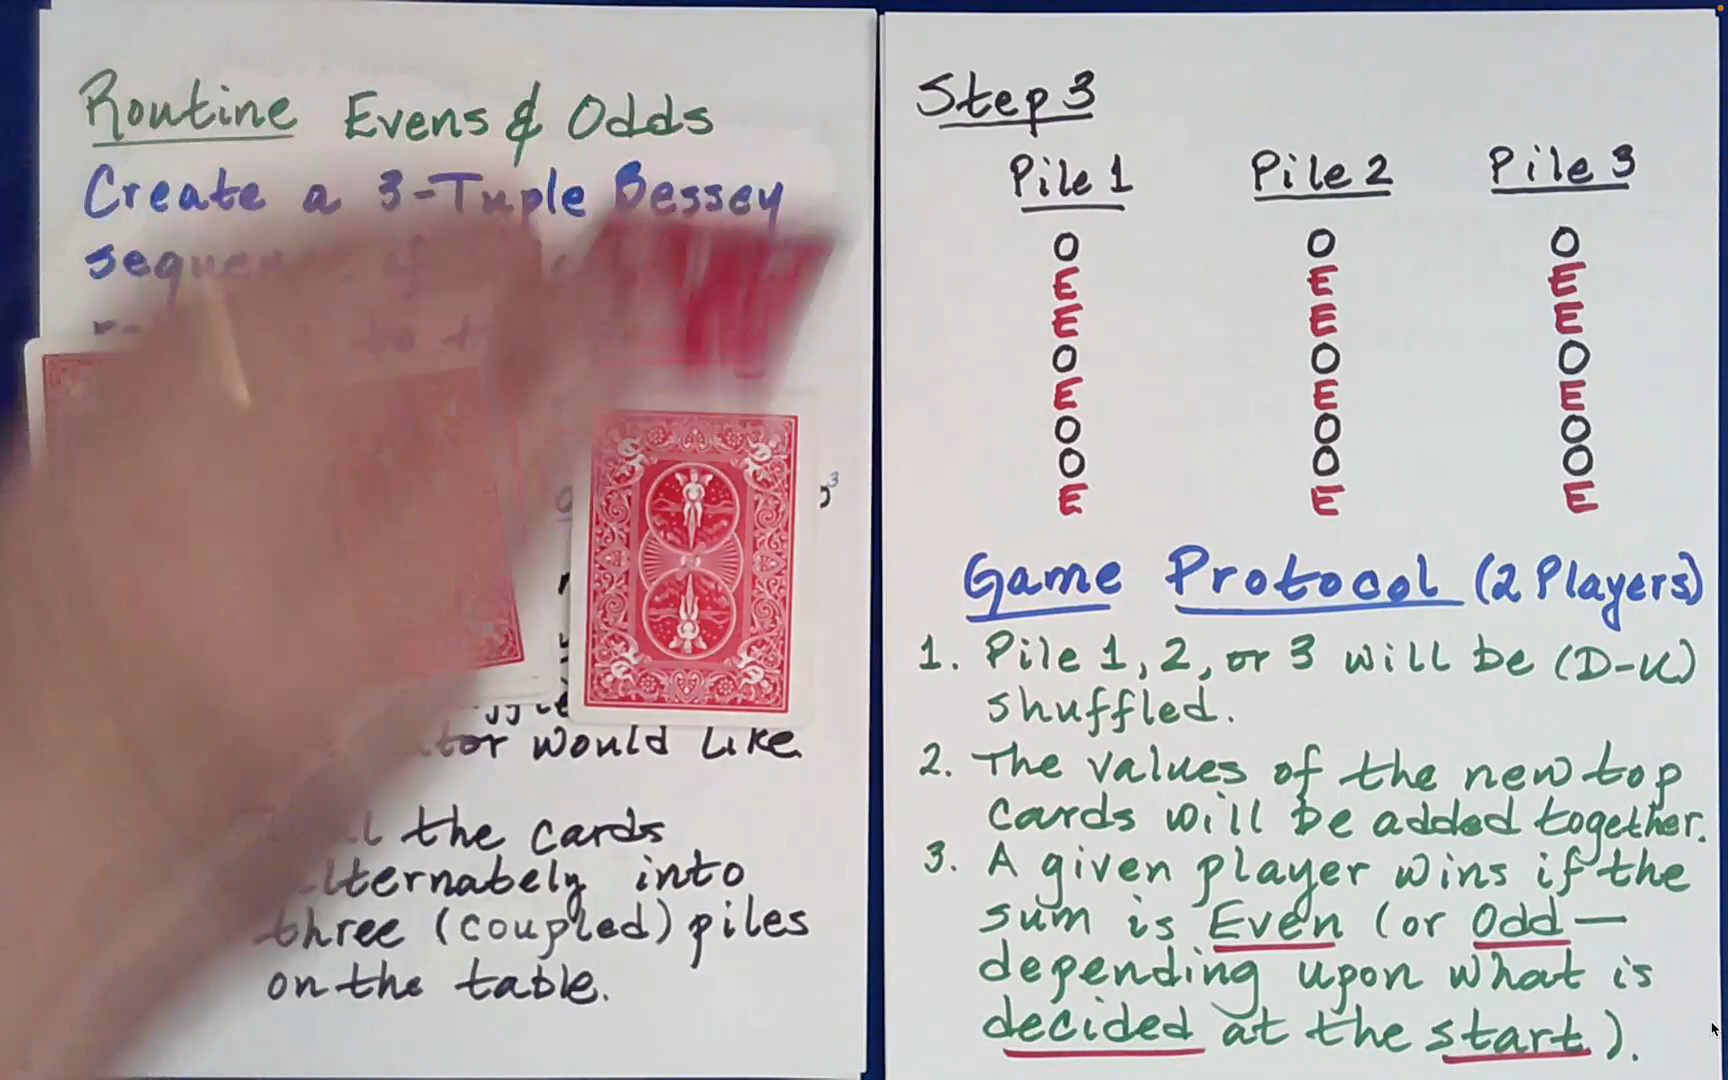 Routine Evens & Odds
Create a 3-Tuple Bessey
3
would like
the cards
alternately into
three (coupled) piles
on the table.
Step 3
Pile 1 Pile 2 Pile 3
O O O
E E E
E E E
O O O
E E E
O O O
O O O
E E E
Game Protocol (2 Players)
1. Pile 1, 2, or 3 will be (D-U)
shuffled.
2. The values of the new top
cards will be added together.
3. A given player wins if the
sum is Even (or Odd—
depending upon what is
decided at the start).